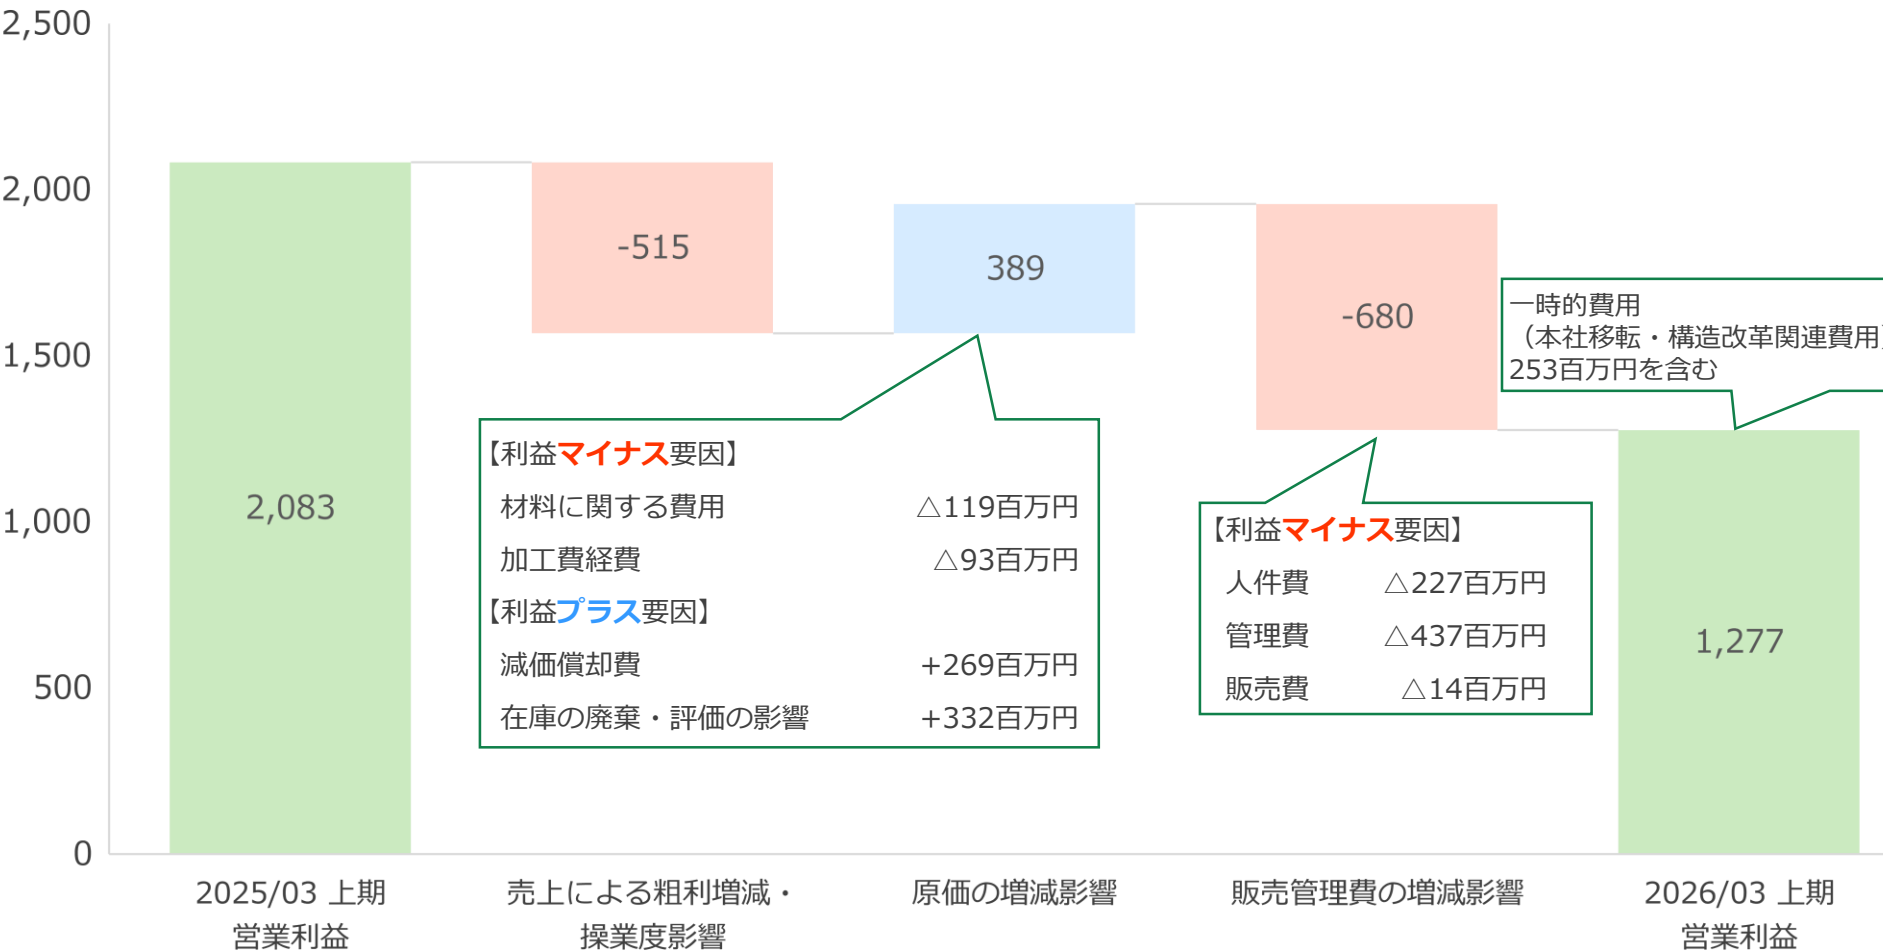 2,500
2,000
1,500
1,000
500
0
2,083
-515
389
-680
1,277
一時的費用
（本社移転・構造改革関連費用）
253百万円を含む
【利益マイナス要因】
材料に関する費用 △119百万円
加工費経費 △93百万円
【利益プラス要因】
減価償却費 +269百万円
在庫の廃棄・評価の影響 +332百万円
【利益マイナス要因】
人件費 △227百万円
管理費 △437百万円
販売費 △14百万円
2025/03 上期
営業利益
売上による粗利増減・
操業度影響
原価の増減影響
販売管理費の増減影響
2026/03 上期
営業利益